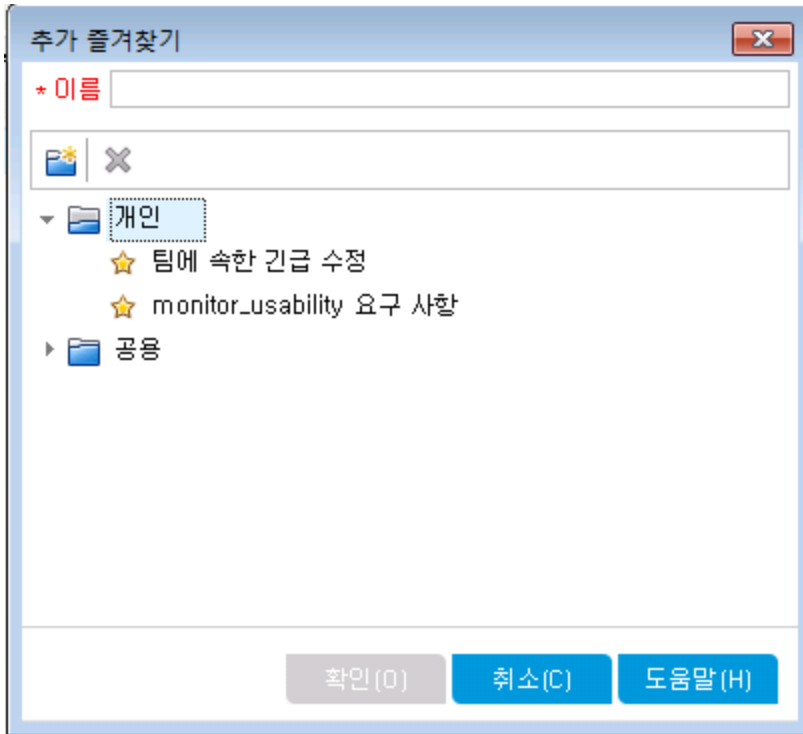 추가 즐겨찾기
* 이름
개인
팀에 속한 긴급 수정
monitor_usability 요구 사항
공용
확인(O) 취소(C) 도움말(H)